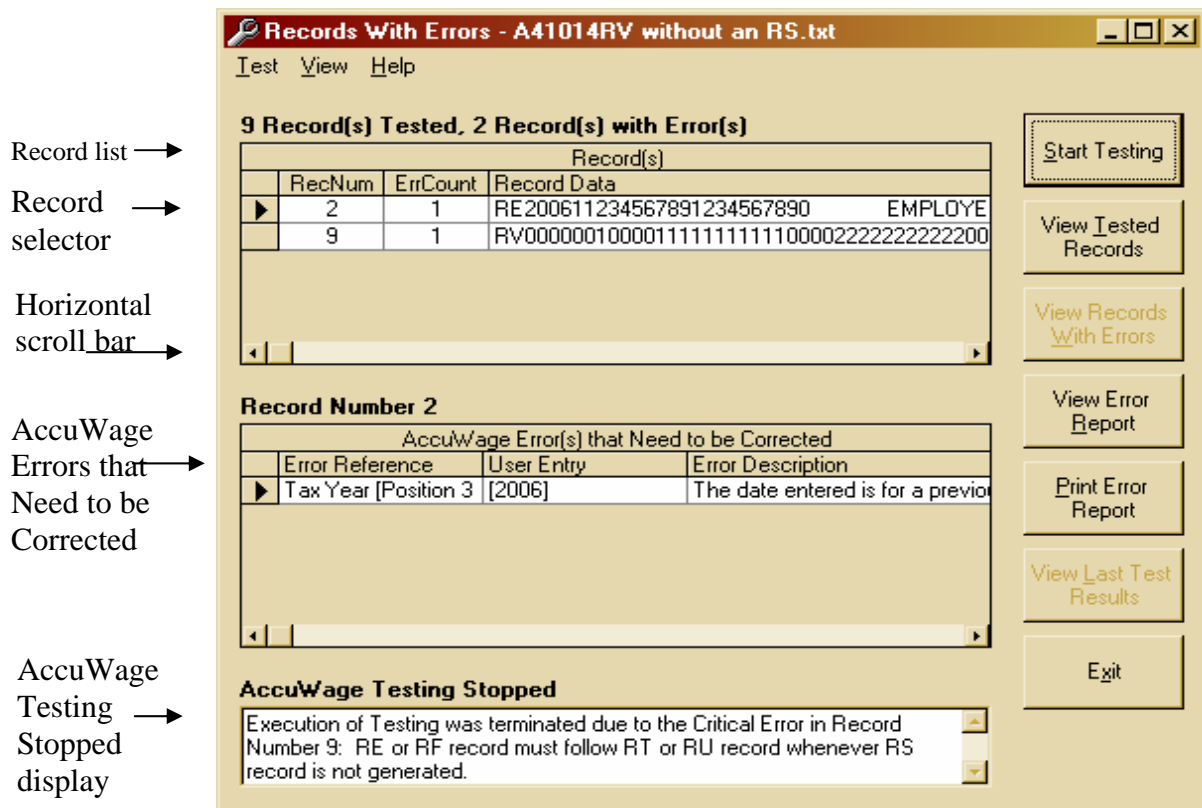 Records With Errors - A41014RV without an RS.txt
Test View Help
9 Record(s) Tested, 2 Record(s) with Error(s)
Record(s)
RecNum ErrCount Record Data
2 1 RE200611234567891234567890 EMPLOYE
9 1 RV000000100001111111111100002222222222200
Record Number 2
AccuWage Error(s) that Need to be Corrected
Error Reference User Entry Error Description
Tax Year [Position 3 [2006] The date entered is for a previou
AccuWage Testing Stopped
Execution of Testing was terminated due to the Critical Error in Record
Number 9: RE or RF record must follow RT or RU record whenever RS
record is not generated.
Start Testing
View Tested
Records
View Records
With Errors
View Error
Report
Print Error
Report
View Last Test
Results
Exit
Record list
Record
selector
Horizontal
scroll bar
AccuWage
Errors that
Need to be
Corrected
AccuWage
Testing
Stopped
display